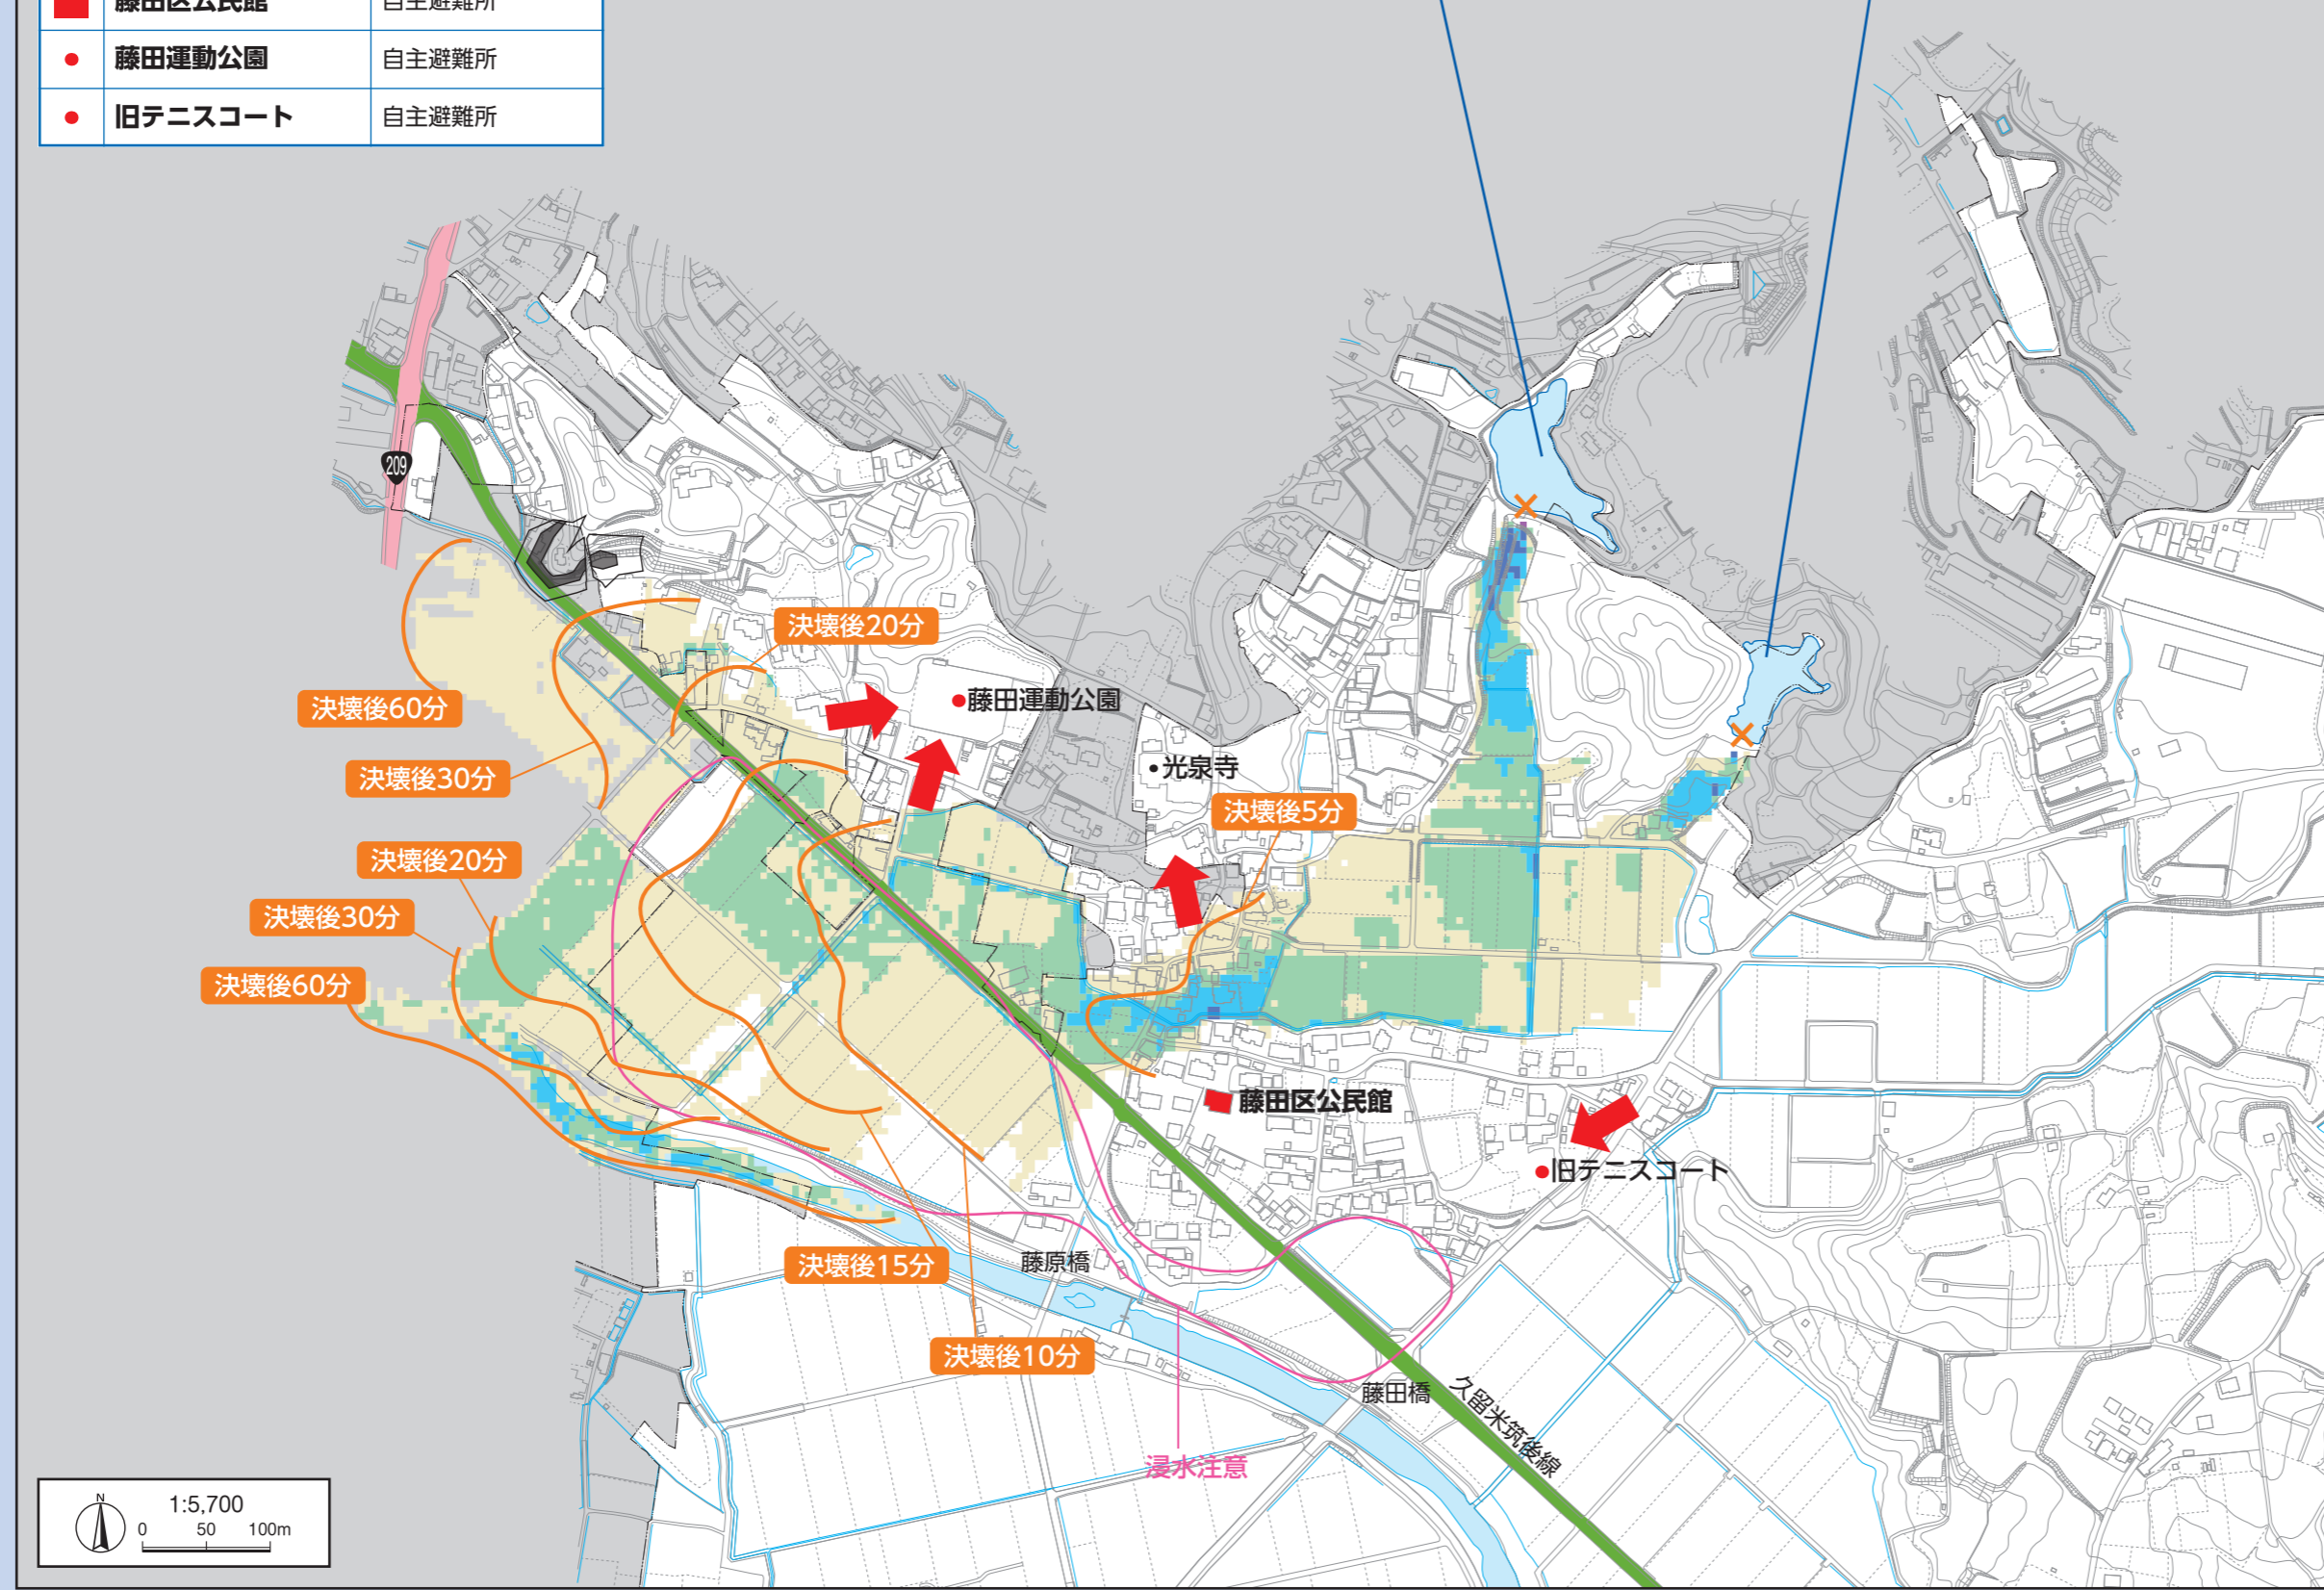 藤田区公民館 自主避難所
藤田運動公園 自主避難所
旧テニスコート 自主避難所
209
決壊後20分
藤田運動公園
決壊後60分
決壊後30分
光泉寺
決壊後5分
決壊後20分
決壊後30分
決壊後60分
藤田区公民館
旧テニスコート
決壊後15分
藤原橋
決壊後10分
藤田橋
久留米筑後線
浸水注意
N
1:5,700
0 50 100m